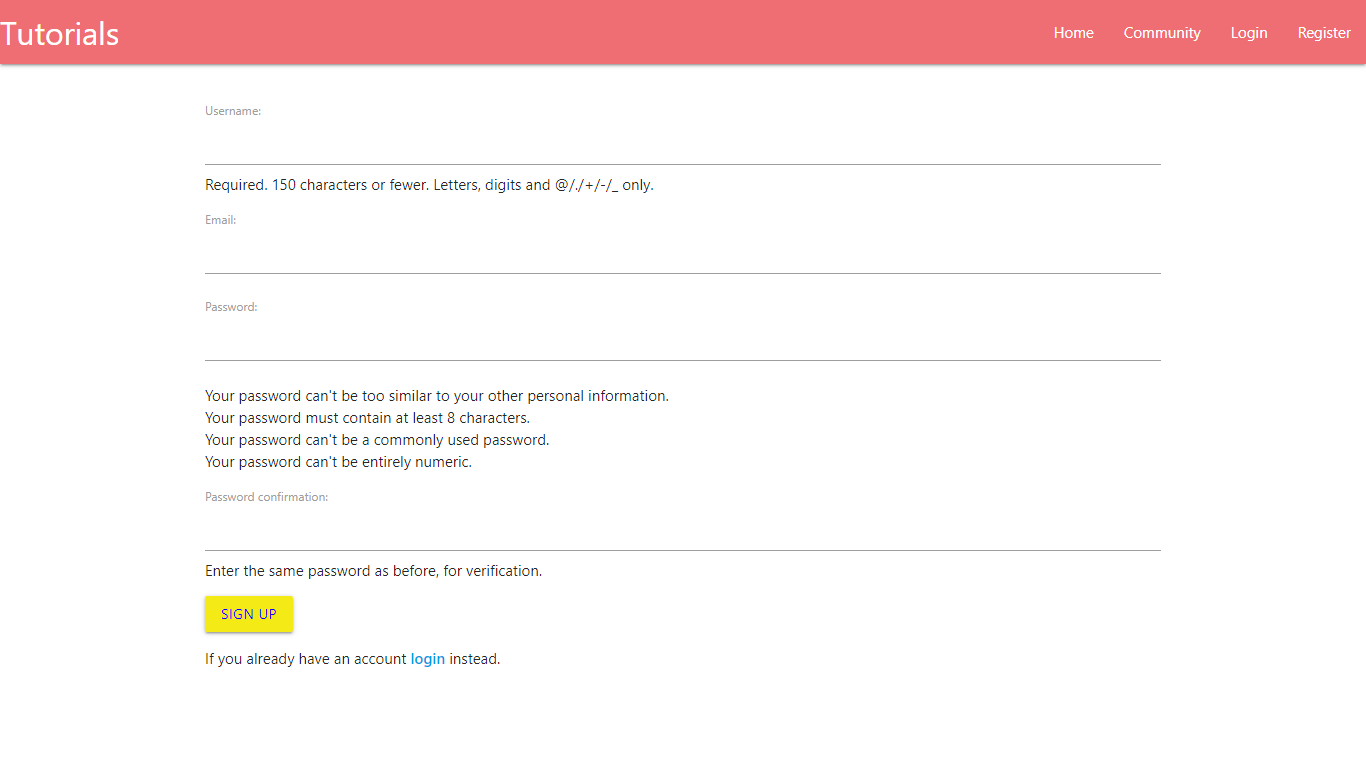 Tutorials
Home Community Login Register
Username:
Required. 150 characters or fewer. Letters, digits and @/./+/-/_ only.
Email:
Password:
Your password can't be too similar to your other personal information.
Your password must contain at least 8 characters.
Your password can't be a commonly used password.
Your password can't be entirely numeric.
Password confirmation:
Enter the same password as before, for verification.
SIGN UP
If you already have an account login instead.